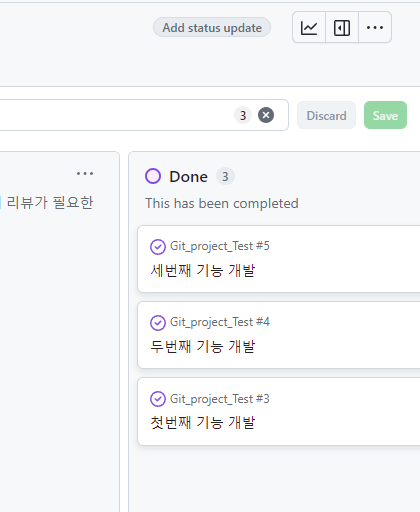 Add status update
3
Discard
Save
리뷰가 필요한
Done 3
This has been completed
Git_project_Test #5
세번째 기능 개발
Git_project_Test #4
두번째 기능 개발
Git_project_Test #3
첫번째 기능 개발